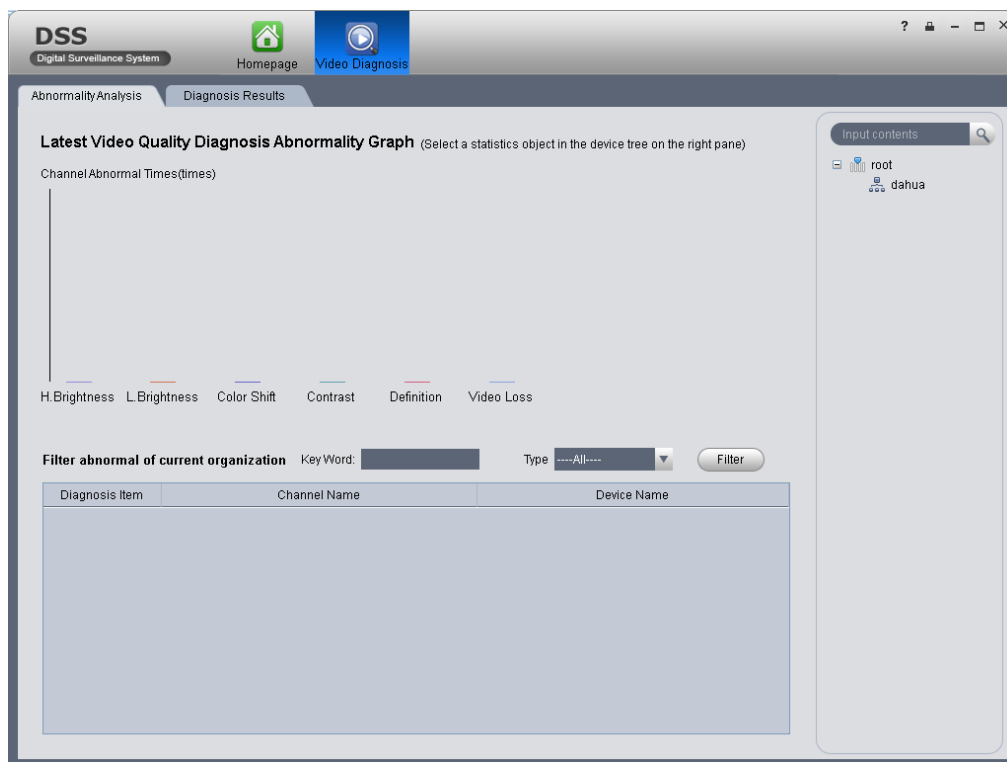 DSS
Digital Surveillance System
Homepage
Video Diagnosis
?
Abnormality Analysis
Diagnosis Results
Latest Video Quality Diagnosis Abnormality Graph (Select a statistics object in the device tree on the right pane)
Channel Abnormal Times(times)
H.Brightness L.Brightness Color Shift Contrast Definition Video Loss
Filter abnormal of current organization Key Word: Type ----All---- Filter
Diagnosis Item Channel Name Device Name
Input contents
root
dahua